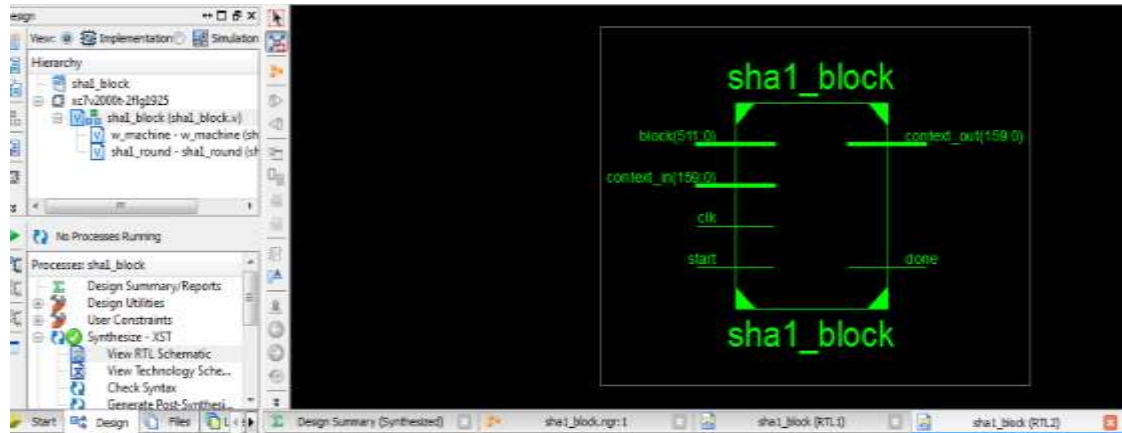 View:
Implementation
Simulation
Hierarchy
sha1_block
xc7v2000t-2flg1925
sha1_block (sha1_block.v)
w_machine - w_machine (sh
sha1_round - sha1_round (sh
No Processes Running
Processes: sha1_block
Design Summary/Reports
Design Utilities
User Constraints
Synthesize - XST
View RTL Schematic
View Technology Sche...
Check Syntax
Generate Post-Synthesi...
Start
Design
Files
sha1_block
block(511:0)
context_out(159:0)
context_in(159:0)
clk
start
done
sha1_block
Design Summary (Synthesized)
sha1_block.ngr:1
sha1_block (RTL1)
sha1_block (RTL2)